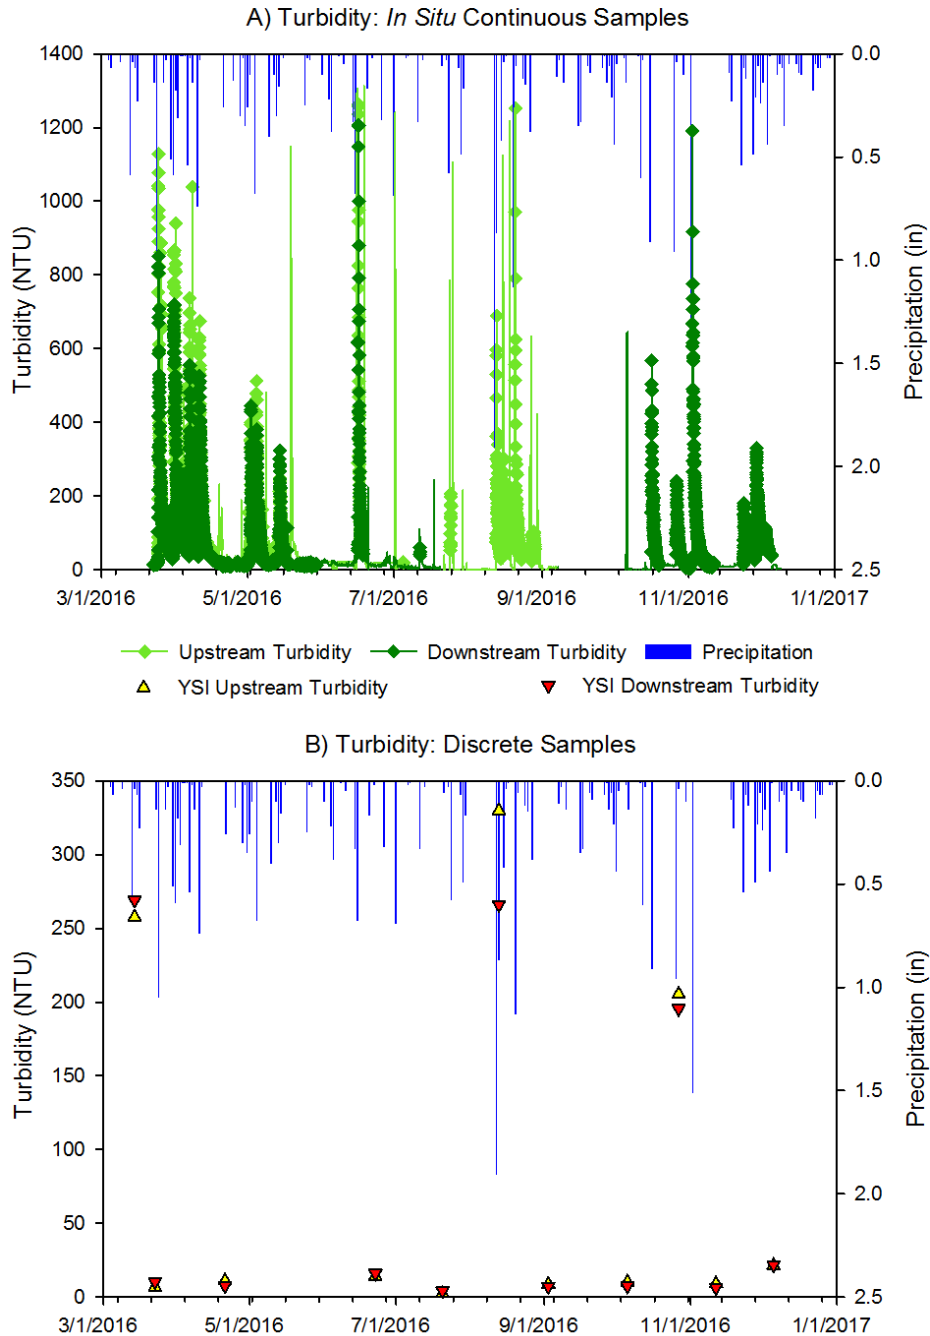 A) Turbidity: In Situ Continuous Samples
1400
1200
1000
800
600
400
200
0
Turbidity (NTU)
0.0
0.5
1.0
1.5
2.0
2.5
Precipitation (in)
3/1/2016 5/1/2016 7/1/2016 9/1/2016 11/1/2016 1/1/2017
Upstream Turbidity Downstream Turbidity Precipitation
YSI Upstream Turbidity YSI Downstream Turbidity
B) Turbidity: Discrete Samples
350
300
250
200
150
100
50
0
Turbidity (NTU)
0.0
0.5
1.0
1.5
2.0
2.5
Precipitation (in)
3/1/2016 5/1/2016 7/1/2016 9/1/2016 11/1/2016 1/1/2017